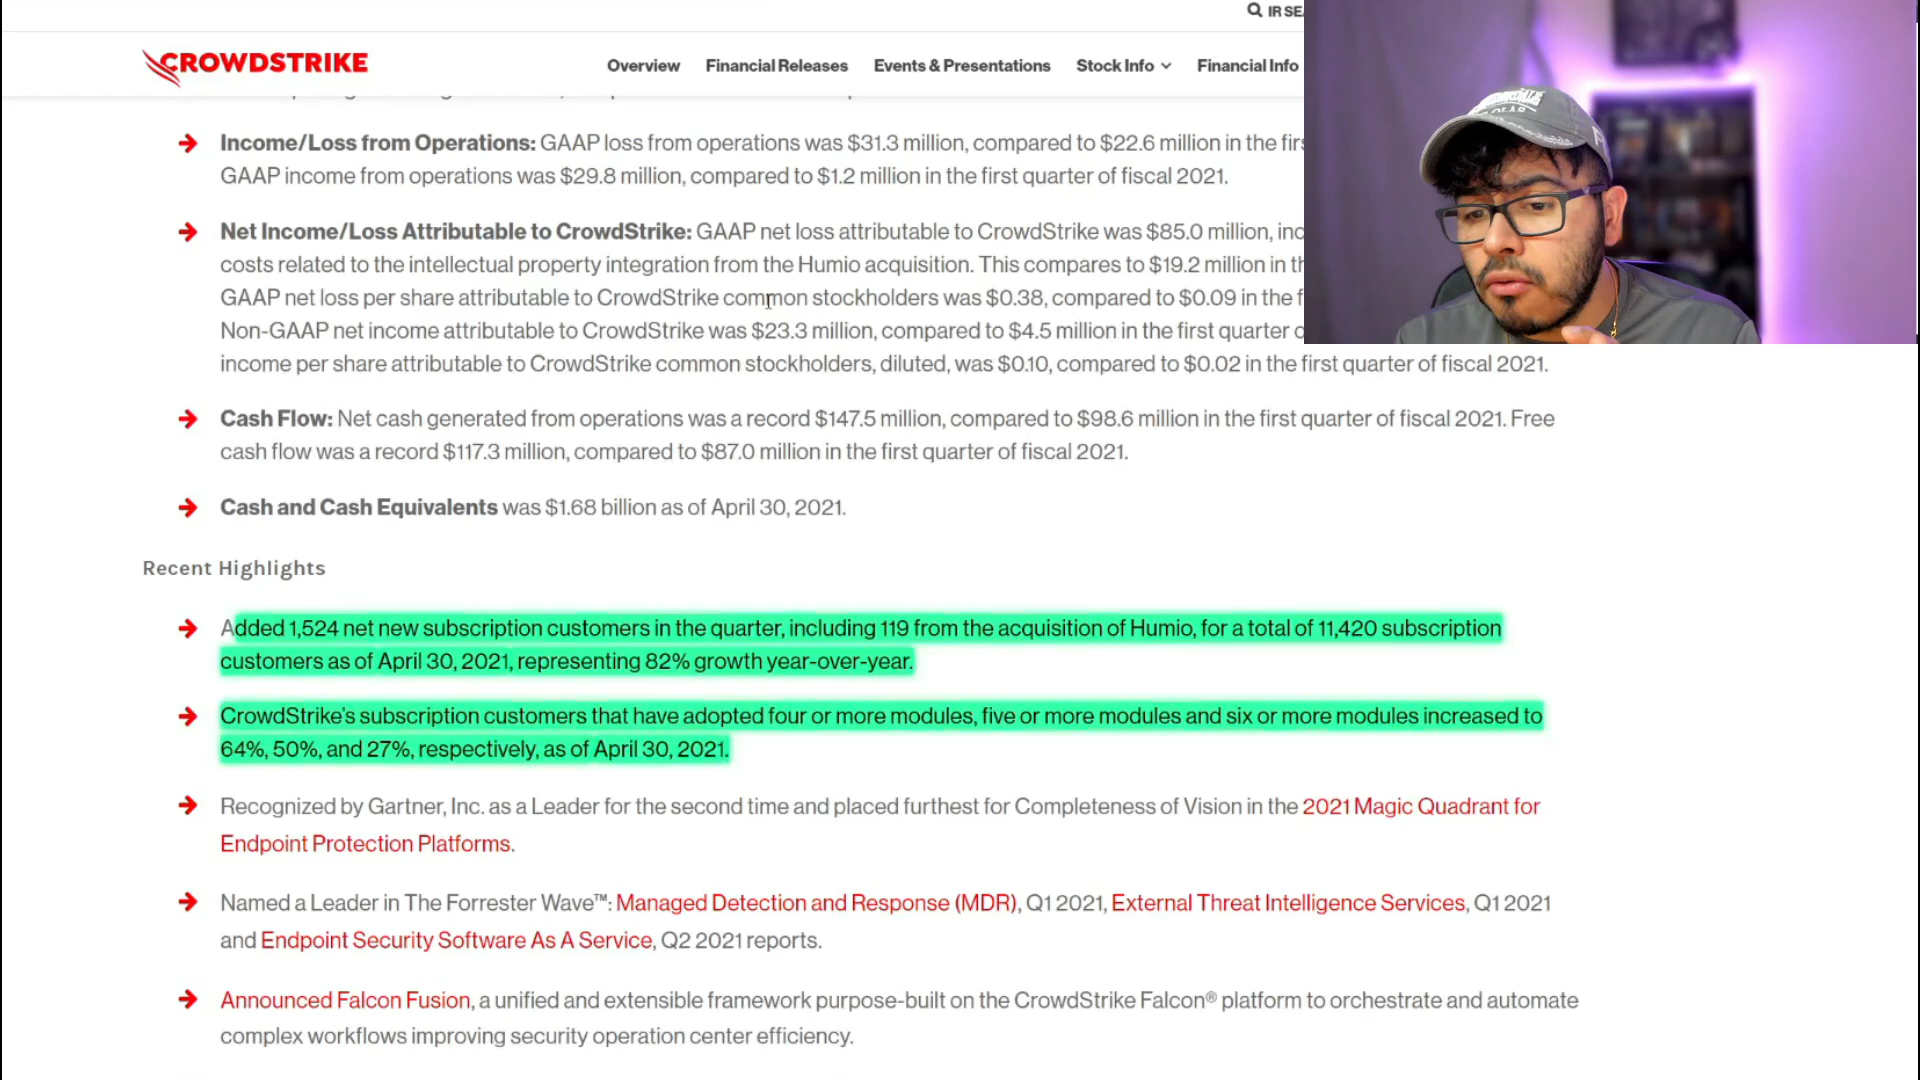 IR SE
CROWDSTRIKE
Overview Financial Releases Events & Presentations Stock Info Financial Info
Income/Loss from Operations: GAAP loss from operations was $31.3 million, compared to $22.6 million in the
GAAP income from operations was $29.8 million, compared to $1.2 million in the first quarter of fiscal 2021.
Net Income/Loss Attributable to CrowdStrike: GAAP net loss attributable to CrowdStrike was $85.0 million,
costs related to the intellectual property integration from the Humio acquisition. This compares to $19.2 million in
GAAP net loss per share attributable to CrowdStrike common stockholders was $0.38, compared to $0.09 in the
Non-GAAP net income attributable to CrowdStrike was $23.3 million, compared to $4.5 million in the first quarter
income per share attributable to CrowdStrike common stockholders, diluted, was $0.10, compared to $0.02 in the first quarter of fiscal 2021.
Cash Flow: Net cash generated from operations was a record $147.5 million, compared to $98.6 million in the first quarter of fiscal 2021. Free
cash flow was a record $117.3 million, compared to $87.0 million in the first quarter of fiscal 2021.
Cash and Cash Equivalents was $1.68 billion as of April 30, 2021.
Recent Highlights
Added 1,524 net new subscription customers in the quarter, including 119 from the acquisition of Humio, for a total of 11,420 subscription
customers as of April 30, 2021, representing 82% growth year-over-year.
CrowdStrike's subscription customers that have adopted four or more modules, five or more modules and six or more modules increased to
64%, 50%, and 27%, respectively, as of April 30, 2021.
Recognized by Gartner, Inc. as a Leader for the second time and placed furthest for Completeness of Vision in the 2021 Magic Quadrant for
Endpoint Protection Platforms.
Named a Leader in The Forrester Wave™: Managed Detection and Response (MDR), Q1 2021, External Threat Intelligence Services, Q1 2021
and Endpoint Security Software As A Service, Q2 2021 reports.
Announced Falcon Fusion, a unified and extensible framework purpose-built on the CrowdStrike Falcon® platform to orchestrate and automate
complex workflows improving security operation center efficiency.